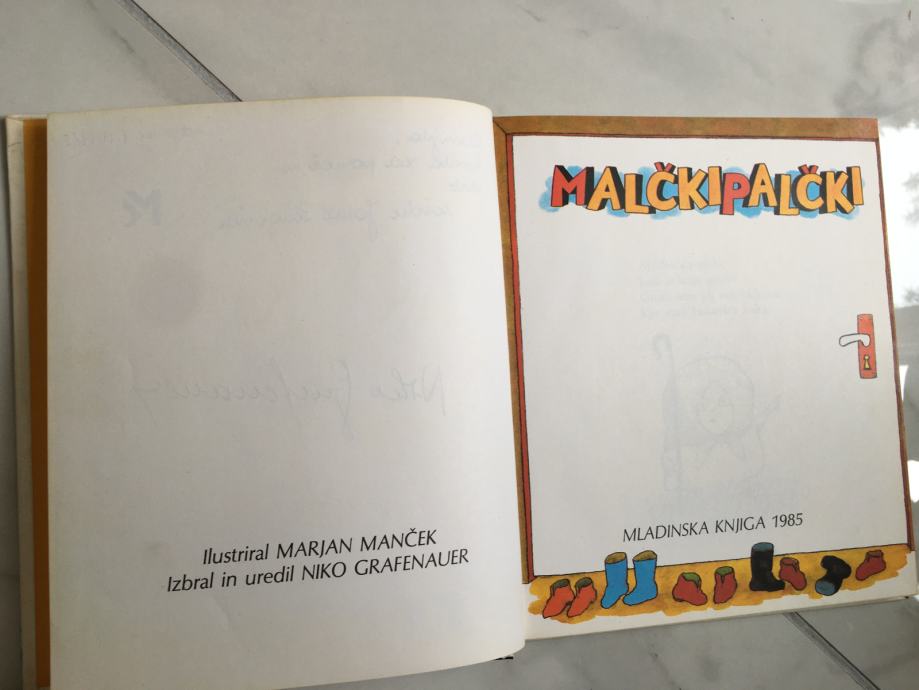 Ilustriral MARJAN MANČEK
Izbral in uredil NIKO GRAFENAUER
MALČKIPALČKI
MLADINSKA KNJIGA 1985